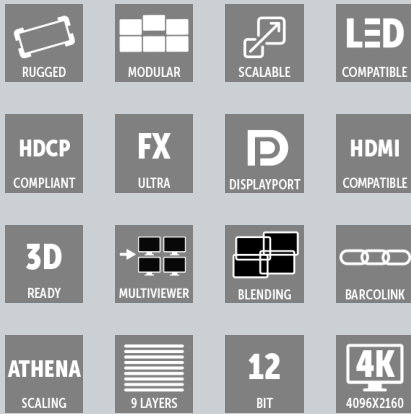 LED
RUGGED MODULAR SCALABLE COMPATIBLE
HDCP FX HDMI
COMPLIANT ULTRA DISPLAYPORT COMPATIBLE
3D
READY MULTIVIEWER BLENDING BARCOLINK
ATHENA 12 4K
SCALING 9 LAYERS BIT 4096X2160